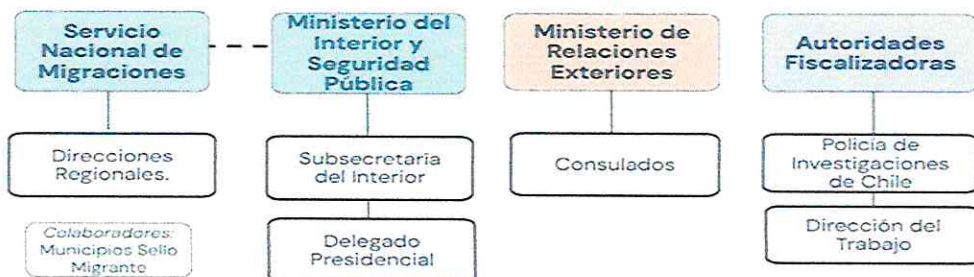 Servicio
Nacional de
Migraciones
Ministerio del
Interior y
Seguridad
Pública
Ministerio de
Relaciones
Exteriores
Autoridades
Fiscalizadoras
Direcciones
Regionales.
Subsecretaria
del Interior
Consulados
Policía de
Investigaciones
de Chile
Colaboradores:
Municipios Sello
Migrante
Delegado
Presidencial
Dirección del
Trabajo